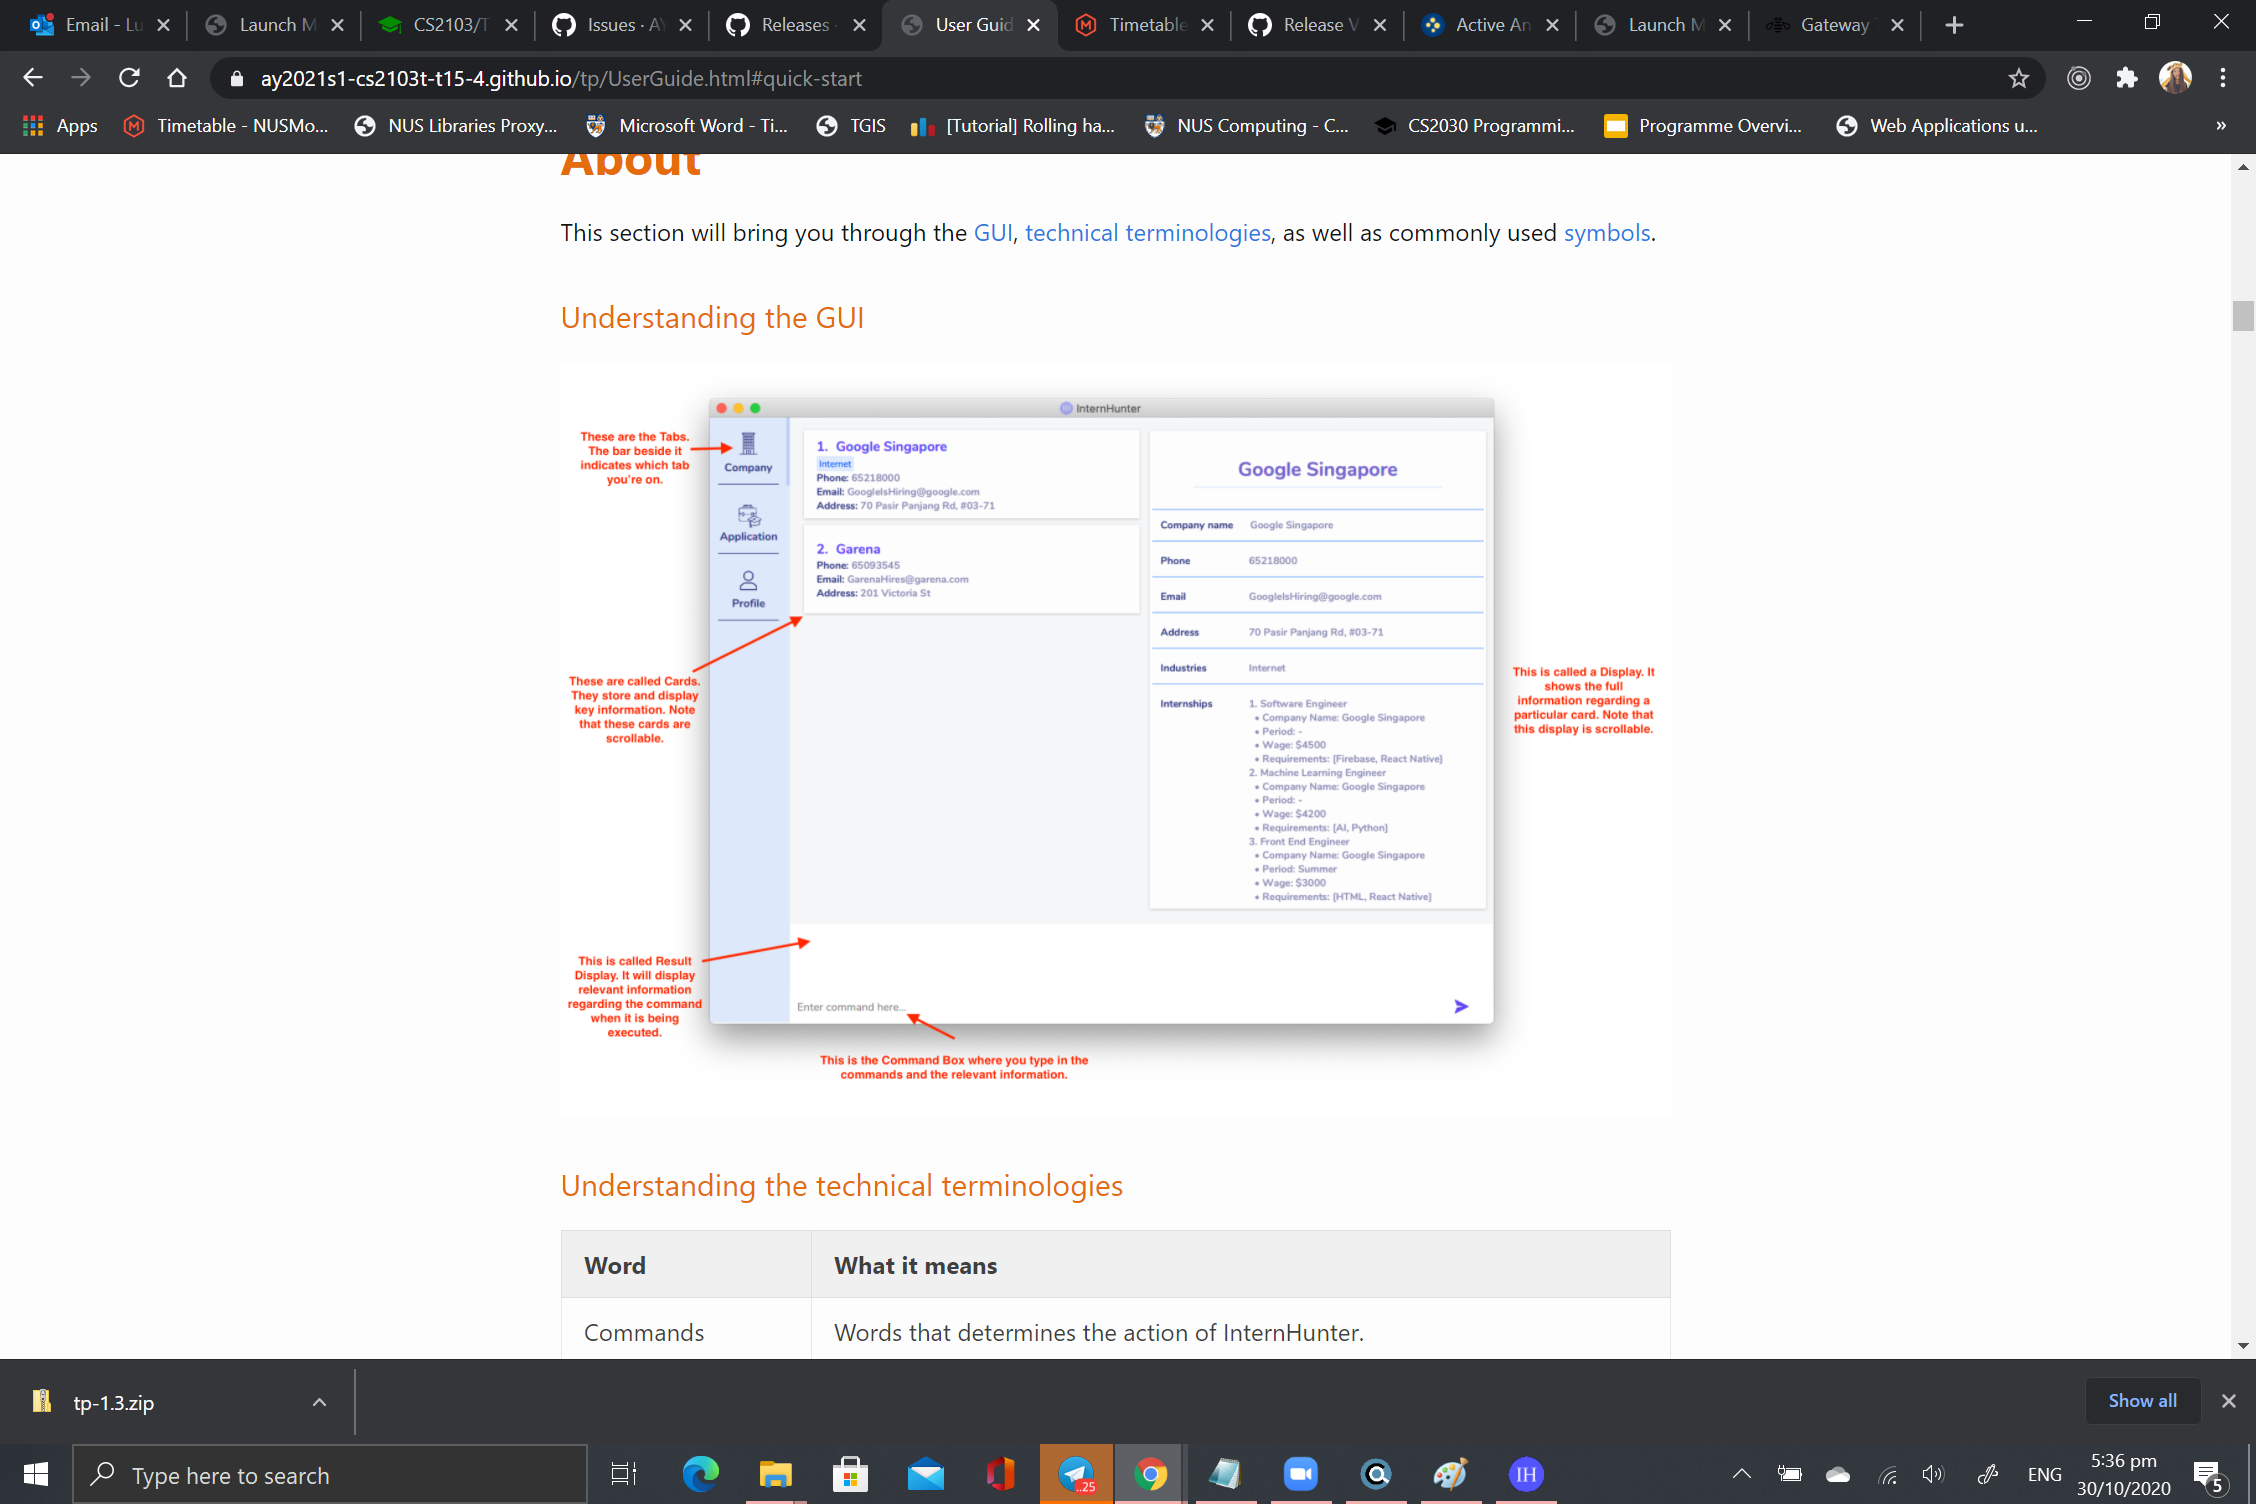 Email - Lu
Launch M
CS2103/T
Issues · AY
Releases ·
User Guid
Timetable
Release V
Active An
Launch M
Gateway
ay2021s1-cs2103t-t15-4.github.io/tp/UserGuide.html#quick-start
Apps
Timetable - NUSMo...
NUS Libraries Proxy...
Microsoft Word - Ti...
TGIS
[Tutorial] Rolling ha...
NUS Computing - C...
CS2030 Programmi...
Programme Overvi...
Web Applications u...
»
About
This section will bring you through the GUI, technical terminologies, as well as commonly used symbols.
Understanding the GUI
InternHunter
These are the Tabs.
The bar beside it
indicates which tab
you're on.
Company
Application
Profile
1. Google Singapore
Internet
Phone: 65218000
Email: GoogleIsHiring@google.com
Address: 70 Pasir Panjang Rd, #03-71
2. Garena
Phone: 65093545
Email: GarenaHires@garena.com
Address: 201 Victoria St
Google Singapore
Company name Google Singapore
Phone 65218000
Email GoogleIsHiring@google.com
Address 70 Pasir Panjang Rd, #03-71
Industries Internet
Internships 1. Software Engineer
• Company Name: Google Singapore
• Period: -
• Wage: $4500
• Requirements: [Firebase, React Native]
2. Machine Learning Engineer
• Company Name: Google Singapore
• Period: -
• Wage: $4200
• Requirements: [AI, Python]
3. Front End Engineer
• Company Name: Google Singapore
• Period: Summer
• Wage: $3000
• Requirements: [HTML, React Native]
These are called Cards.
They store and display
key information. Note
that these cards are
scrollable.
This is called a Display. It
shows the full
information regarding a
particular card. Note that
this display is scrollable.
This is called Result
Display. It will display
relevant information
regarding the command
when it is being
executed.
Enter command here...
This is the Command Box where you type in the
commands and the relevant information.
Understanding the technical terminologies
Word What it means
Commands Words that determines the action of InternHunter.
tp-1.3.zip
Show all
Type here to search
..25
IH
ENG
5:36 pm
30/10/2020
5